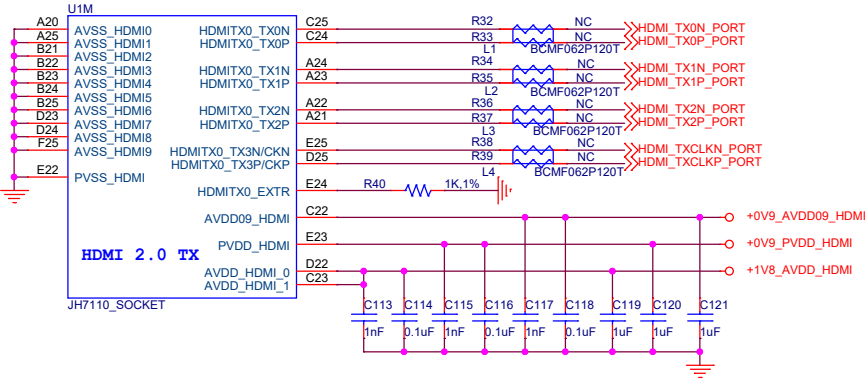 U1M
A20 AVSS_HDMI0
A25 AVSS_HDMI1
B21 AVSS_HDMI2
B22 AVSS_HDMI3
B23 AVSS_HDMI4
B24 AVSS_HDMI5
B25 AVSS_HDMI6
D23 AVSS_HDMI7
D24 AVSS_HDMI8
F25 AVSS_HDMI9
E22 PVSS_HDMI
HDMI 2.0 TX
JH7110_SOCKET
HDMITX0_TX0N C25 R32 NC HDMI_TX0N_PORT
HDMITX0_TX0P C24 R33 NC HDMI_TX0P_PORT
L1 BCMF062P120T
HDMITX0_TX1N A24 R34 NC HDMI_TX1N_PORT
HDMITX0_TX1P A23 R35 NC HDMI_TX1P_PORT
L2 BCMF062P120T
HDMITX0_TX2N A22 R36 NC HDMI_TX2N_PORT
HDMITX0_TX2P A21 R37 NC HDMI_TX2P_PORT
L3 BCMF062P120T
HDMITX0_TX3N/CKN E25 R38 NC HDMI_TXCLKN_PORT
HDMITX0_TX3P/CKP D25 R39 NC HDMI_TXCLKP_PORT
L4 BCMF062P120T
HDMITX0_EXTR E24 R40 1K,1%
AVDD09_HDMI C22 +0V9_AVDD09_HDMI
PVDD_HDMI E23 +0V9_PVDD_HDMI
AVDD_HDMI_0 D22 +1V8_AVDD_HDMI
AVDD_HDMI_1 C23
C113 C114 C115 C116 C117 C118 C119 C120 C121
1nF 0.1uF 1nF 0.1uF 1nF 0.1uF 1uF 1uF 1uF